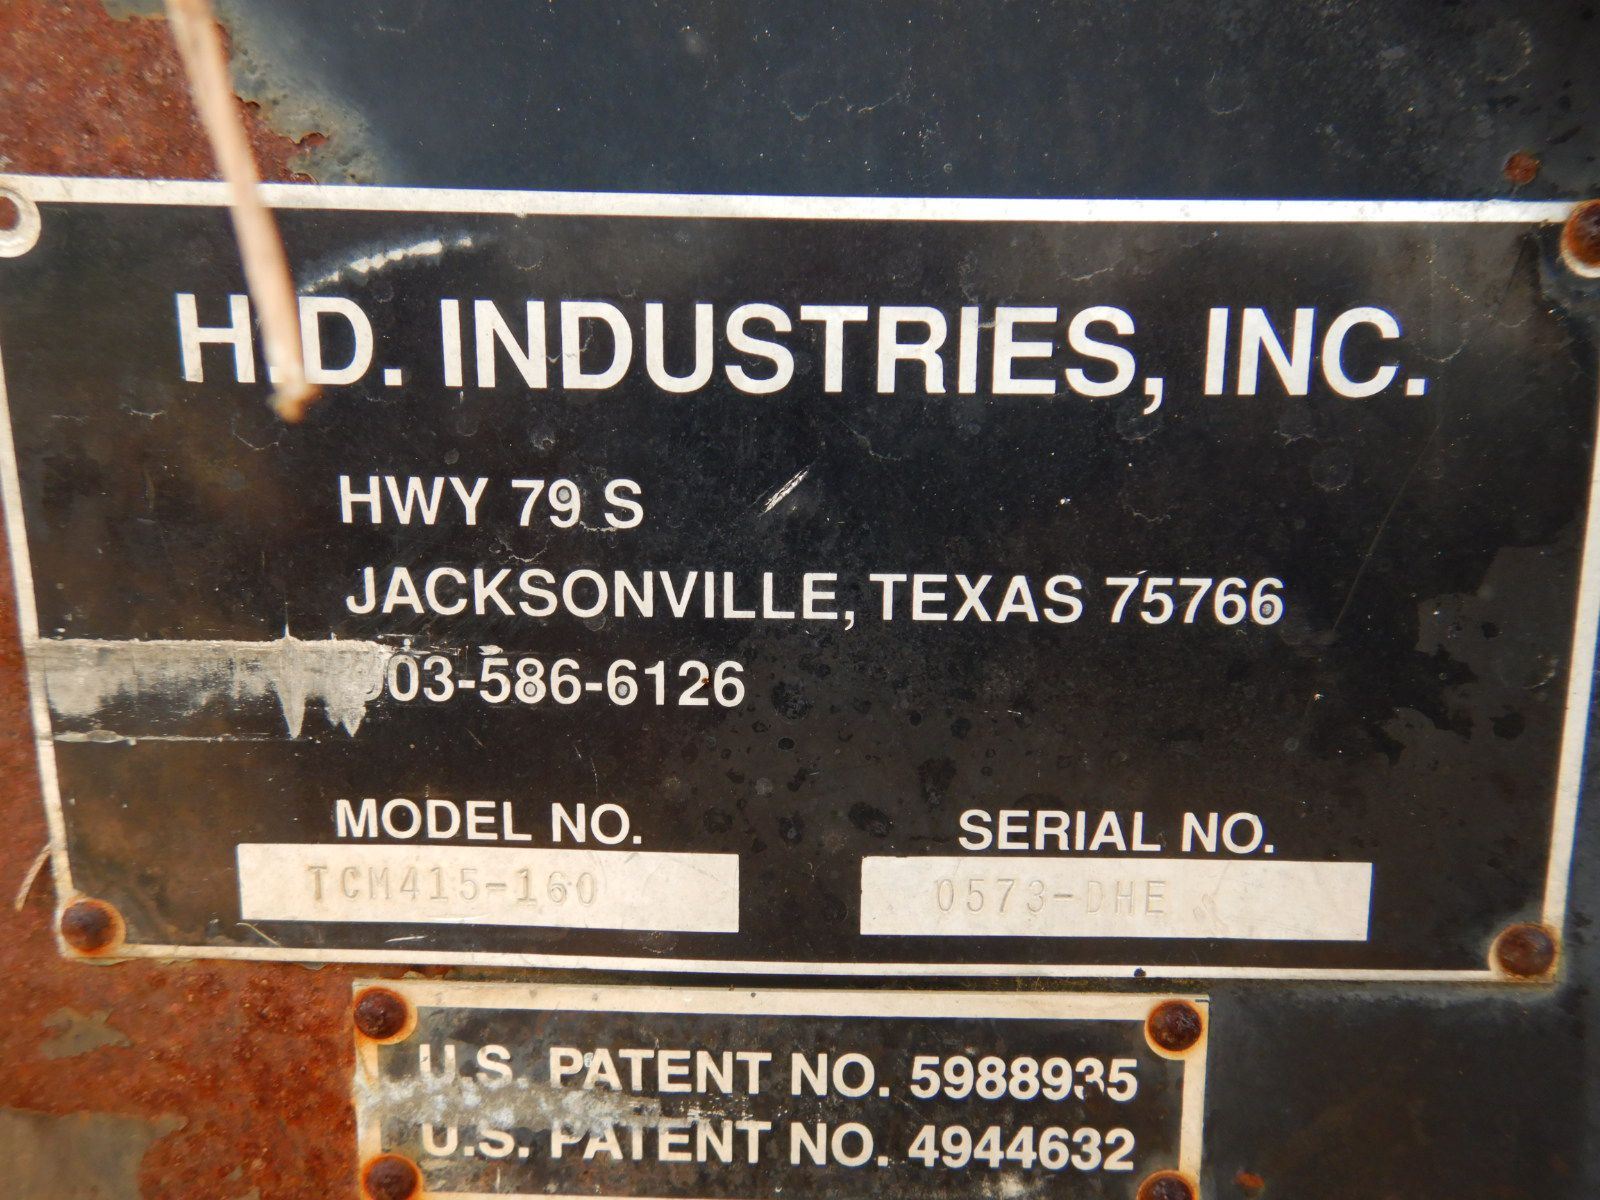 H.D. INDUSTRIES, INC.
HWY 79 S
JACKSONVILLE, TEXAS 75766
903-586-6126
MODEL NO. SERIAL NO.
TCM415-160 0573-DHE
U.S. PATENT NO. 5988935
U.S. PATENT NO. 4944632